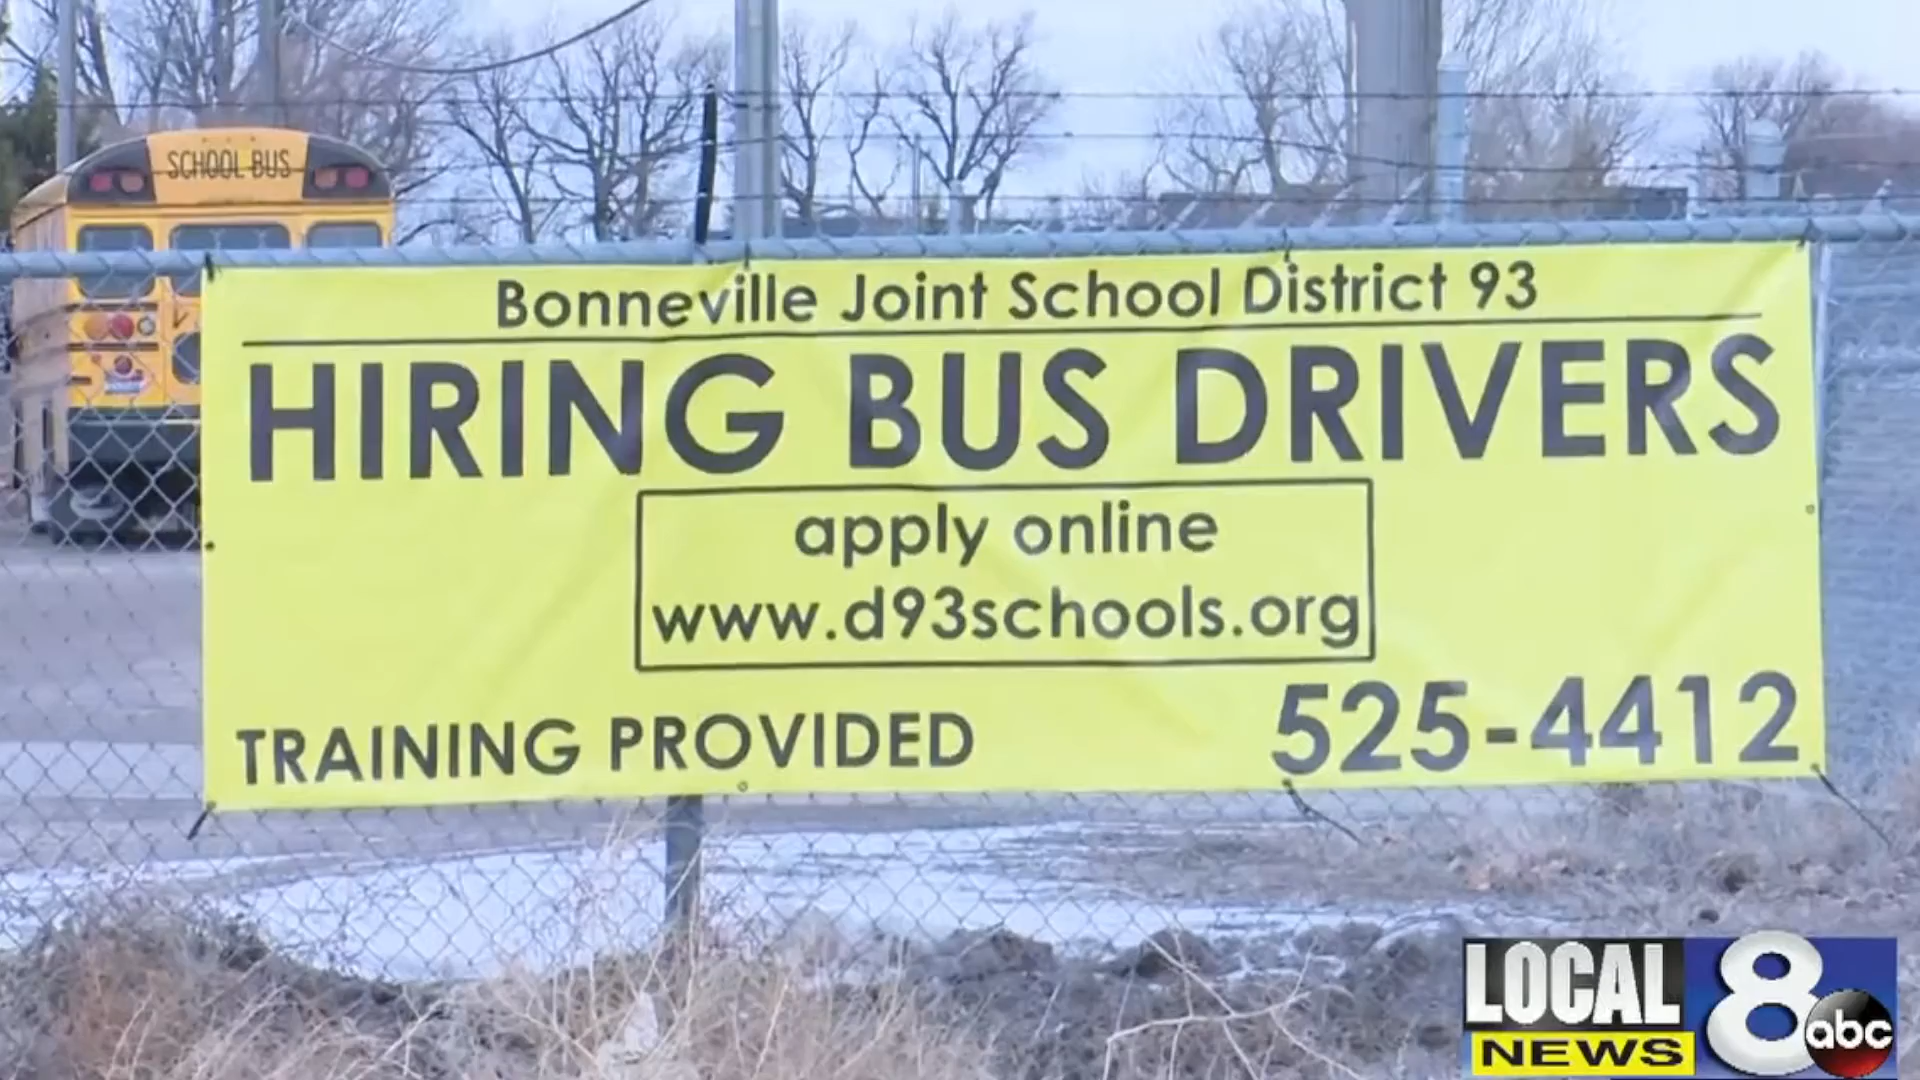 SCHOOL BUS
Bonneville Joint School District 93
HIRING BUS DRIVERS
apply online
www.d93schools.org
TRAINING PROVIDED
525-4412
LOCAL
NEWS
8
abc